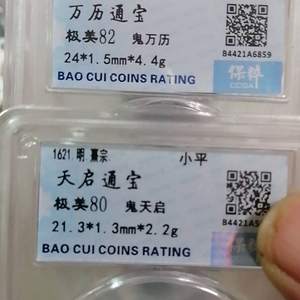 万历通宝
极美82 鬼万历
24*1.5mm*4.4g
BAO CUI COINS RATING
B4421A6859
保粹
1621.明.熹宗 小平
天启通宝
极美80 鬼天启
21.3*1.3mm*2.2g
BAO CUI COINS RATING